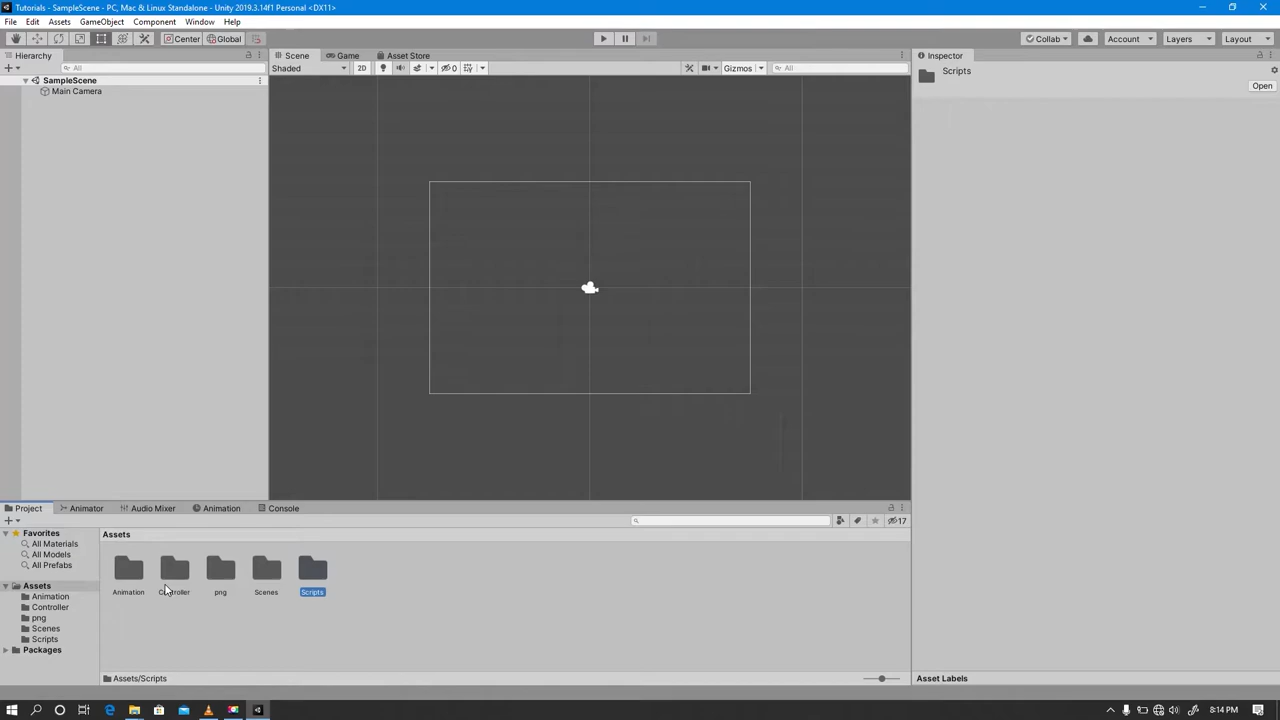 Tutorials - SampleScene - PC, Mac & Linux Standalone - Unity 2019.3.14f1 Personal <DX11>
File Edit Assets GameObject Component Window Help
Center Global Collab Account Layers Layout
Hierarchy Scene Game Asset Store Inspector
All Shaded 2D 0 Gizmos All
Scripts
SampleScene
Open
Main Camera
Project Animator Audio Mixer Animation Console
17
Favorites Assets
All Materials
All Models
All Prefabs
Assets
Animation Controller png Scenes Scripts
Animation
Controller
png
Scenes
Scripts
Packages
Assets/Scripts Asset Labels
8:14 PM